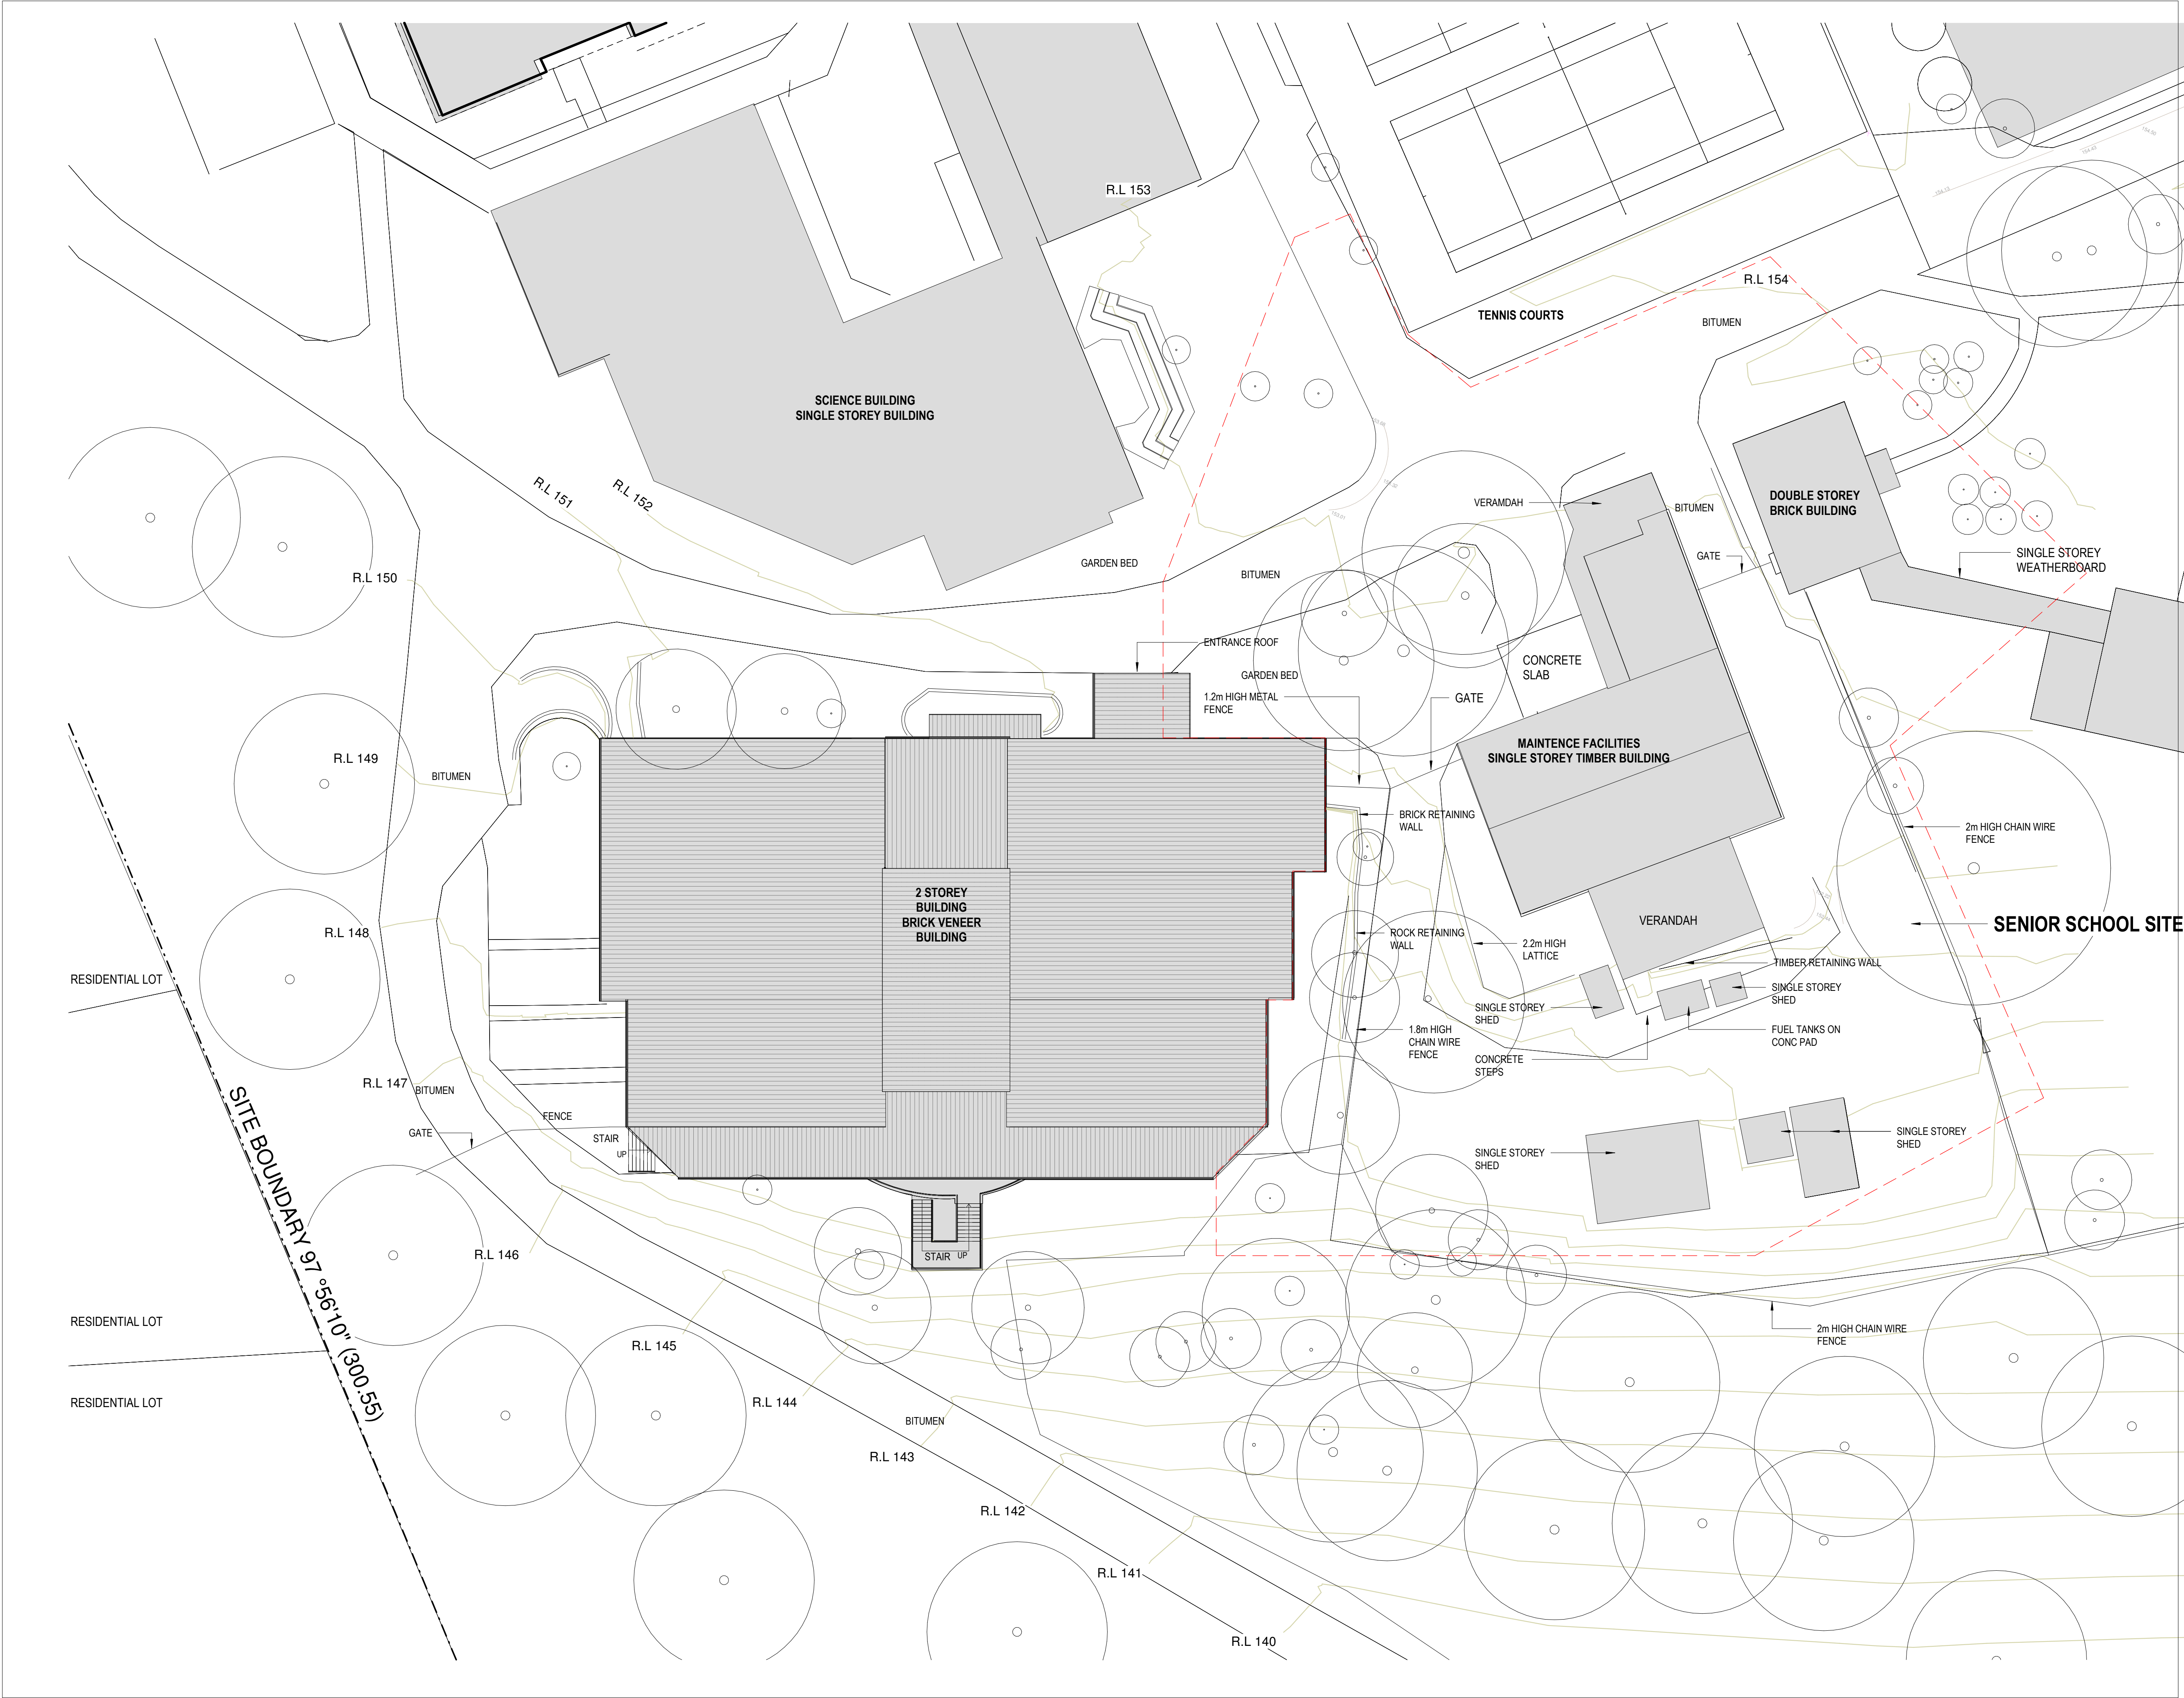 R.L 153
R.L 154
TENNIS COURTS
BITUMEN
SCIENCE BUILDING
SINGLE STOREY BUILDING
R.L 151
R.L 152
VERAMDAH
BITUMEN
DOUBLE STOREY
BRICK BUILDING
GATE
SINGLE STOREY
WEATHERBOARD
GARDEN BED
BITUMEN
R.L 150
ENTRANCE ROOF
GARDEN BED
1.2m HIGH METAL
FENCE
GATE
CONCRETE
SLAB
MAINTENCE FACILITIES
SINGLE STOREY TIMBER BUILDING
R.L 149
BITUMEN
BRICK RETAINING
WALL
2m HIGH CHAIN WIRE
FENCE
2 STOREY
BUILDING
BRICK VENEER
BUILDING
R.L 148
ROCK RETAINING
WALL
2.2m HIGH
LATTICE
VERANDAH
SENIOR SCHOOL SITE
TIMBER RETAINING WALL
RESIDENTIAL LOT
SINGLE STOREY
SHED
SINGLE STOREY
SHED
1.8m HIGH
CHAIN WIRE
FENCE
FUEL TANKS ON
CONC PAD
CONCRETE
STEPS
R.L 147
BITUMEN
FENCE
GATE
STAIR
UP
SINGLE STOREY
SHED
SINGLE STOREY
SHED
SITE BOUNDARY 97 °56'10" (300.55)
R.L 146
STAIR UP
RESIDENTIAL LOT
2m HIGH CHAIN WIRE
FENCE
R.L 145
RESIDENTIAL LOT
R.L 144
BITUMEN
R.L 143
R.L 142
R.L 141
R.L 140